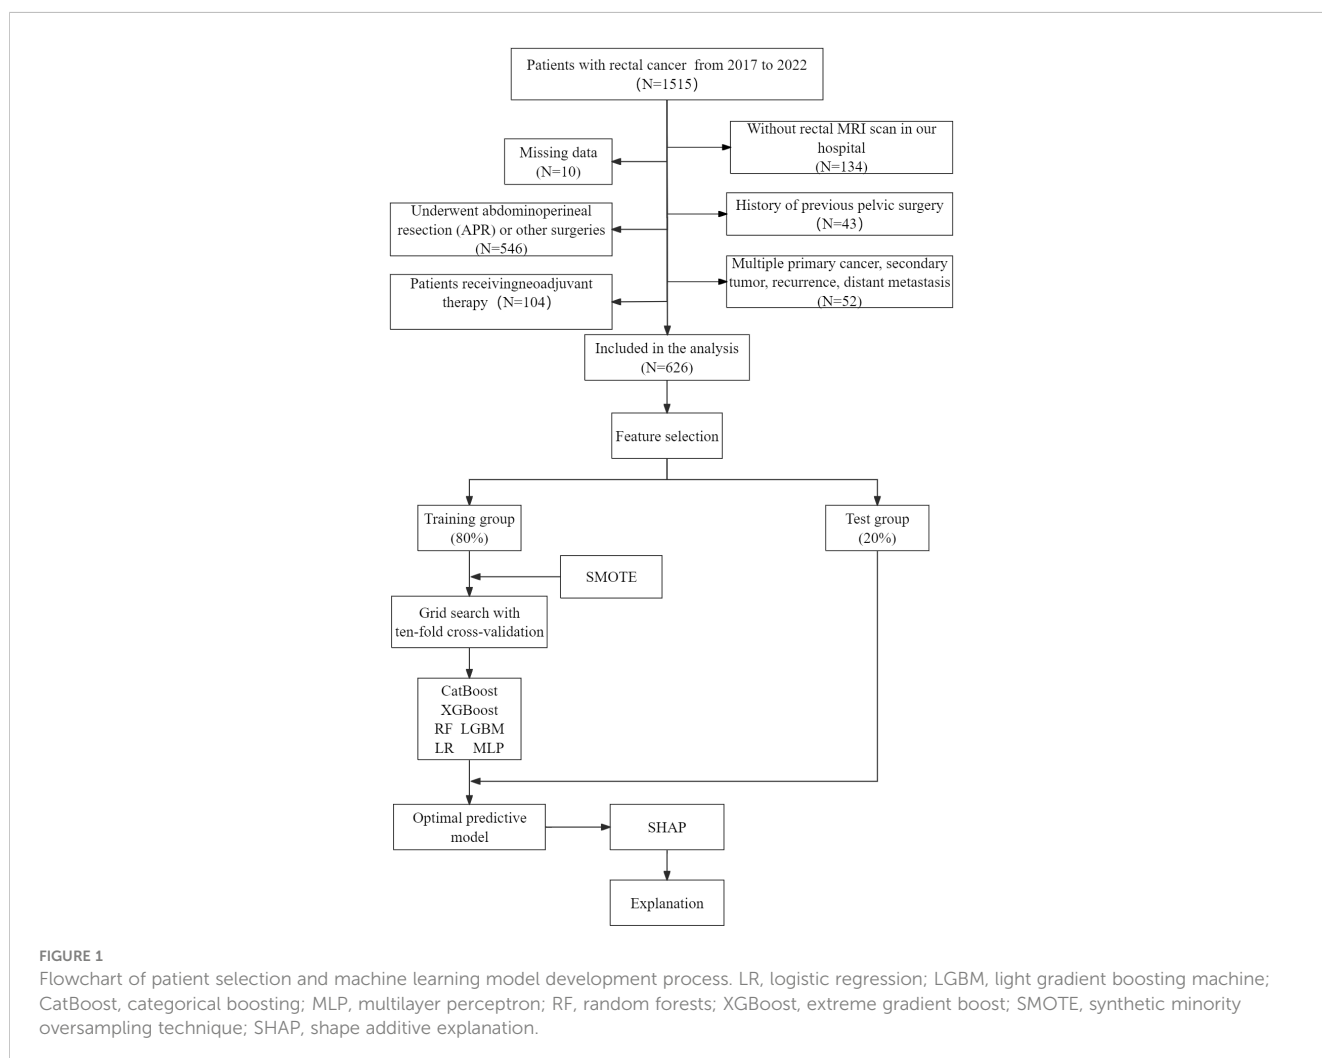 Patients with rectal cancer from 2017 to 2022
(N=1515)
Without rectal MRI scan in our
hospital
(N=134)
Missing data
(N=10)
History of previous pelvic surgery
(N=43)
Underwent abdominoperineal
resection (APR) or other surgeries
(N=546)
Multiple primary cancer, secondary
tumor, recurrence, distant metastasis
(N=52)
Patients receivingneoadjuvant
therapy (N=104)
Included in the analysis
(N=626)
Feature selection
Training group
(80%)
Test group
(20%)
SMOTE
Grid search with
ten-fold cross-validation
CatBoost
XGBoost
RF LGBM
LR MLP
Optimal predictive
model
SHAP
Explanation
FIGURE 1
Flowchart of patient selection and machine learning model development process. LR, logistic regression; LGBM, light gradient boosting machine;
CatBoost, categorical boosting; MLP, multilayer perceptron; RF, random forests; XGBoost, extreme gradient boost; SMOTE, synthetic minority
oversampling technique; SHAP, shape additive explanation.